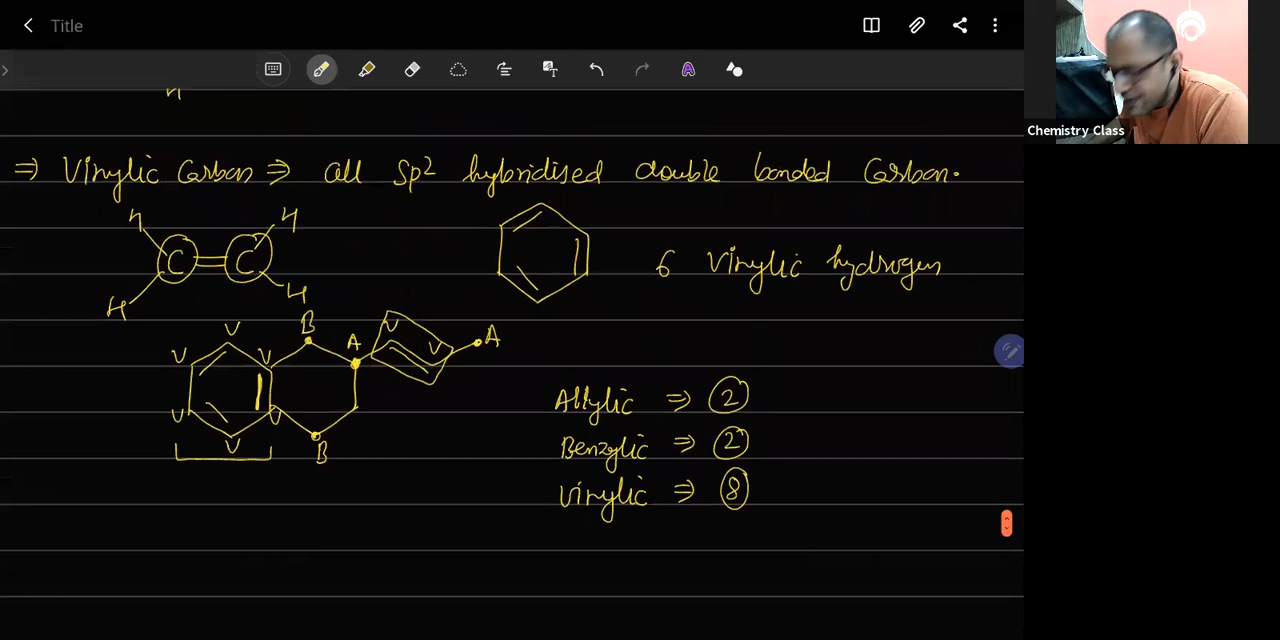 Title
Chemistry Class
H
⇒ Vinylic Carbon ⇒ all sp2 hybridised double bonded Carbon.
H H
C = C
H H
6 Vinylic hydrogen
B
V V V A V V A
V V V
B
Allylic ⇒ 2
Benzylic ⇒ 2
Vinylic ⇒ 8